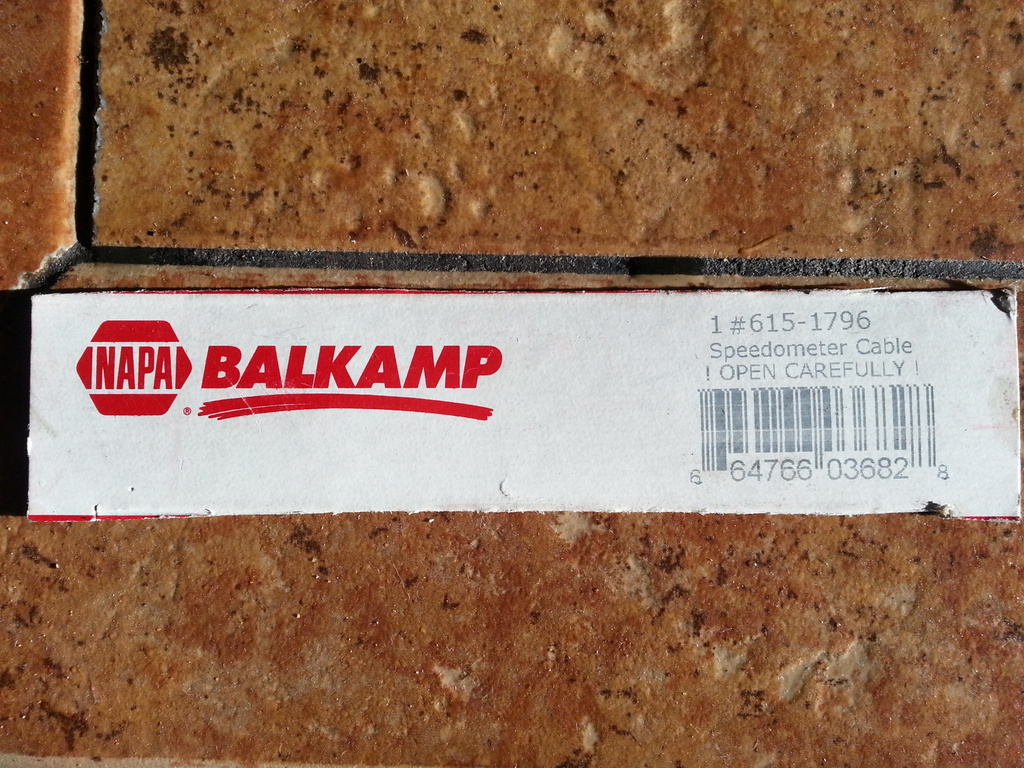 NAPA® BALKAMP
1 #615-1796
Speedometer Cable
! OPEN CAREFULLY !
6 64766 03682 8